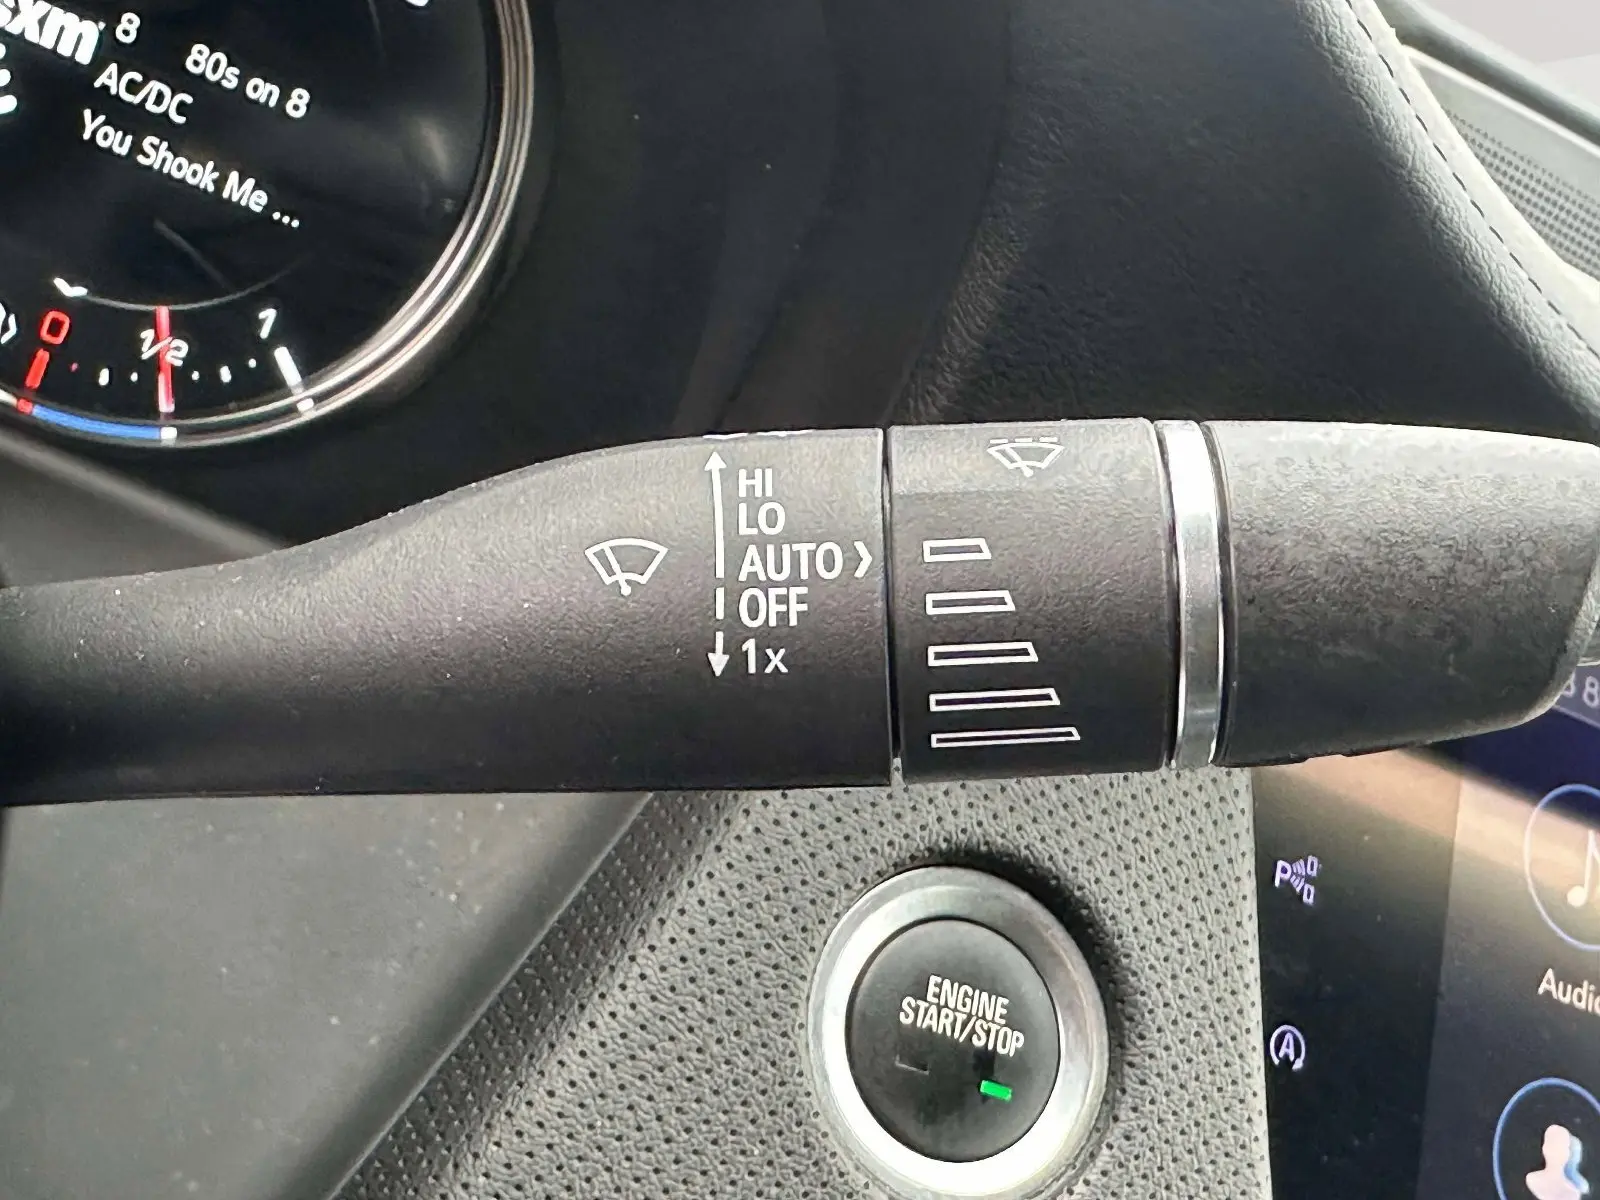 sxm 8
80s on 8
AC/DC
You Shook Me ...
0 1/2 1
HI
LO
AUTO
OFF
1x
ENGINE
START/STOP
P
A